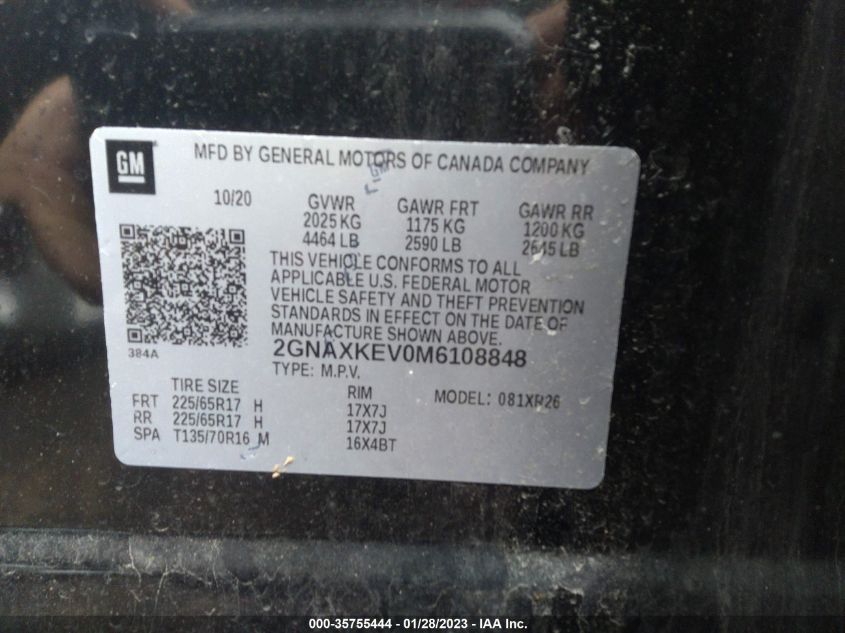 GM
MFD BY GENERAL MOTORS OF CANADA COMPANY
10/20
GVWR
2025 KG
4464 LB
GAWR FRT
1175 KG
2590 LB
GAWR RR
1200 KG
2645 LB
THIS VEHICLE CONFORMS TO ALL
APPLICABLE U.S. FEDERAL MOTOR
VEHICLE SAFETY AND THEFT PREVENTION
STANDARDS IN EFFECT ON THE DATE OF
MANUFACTURE SHOWN ABOVE.
384A
2GNAXKEV0M6108848
TYPE: M.P.V.
TIRE SIZE RIM MODEL: 081XR26
FRT 225/65R17 H 17X7J
RR 225/65R17 H 17X7J
SPA T135/70R16 M 16X4BT
000-35755444 - 01/28/2023 - IAA Inc.